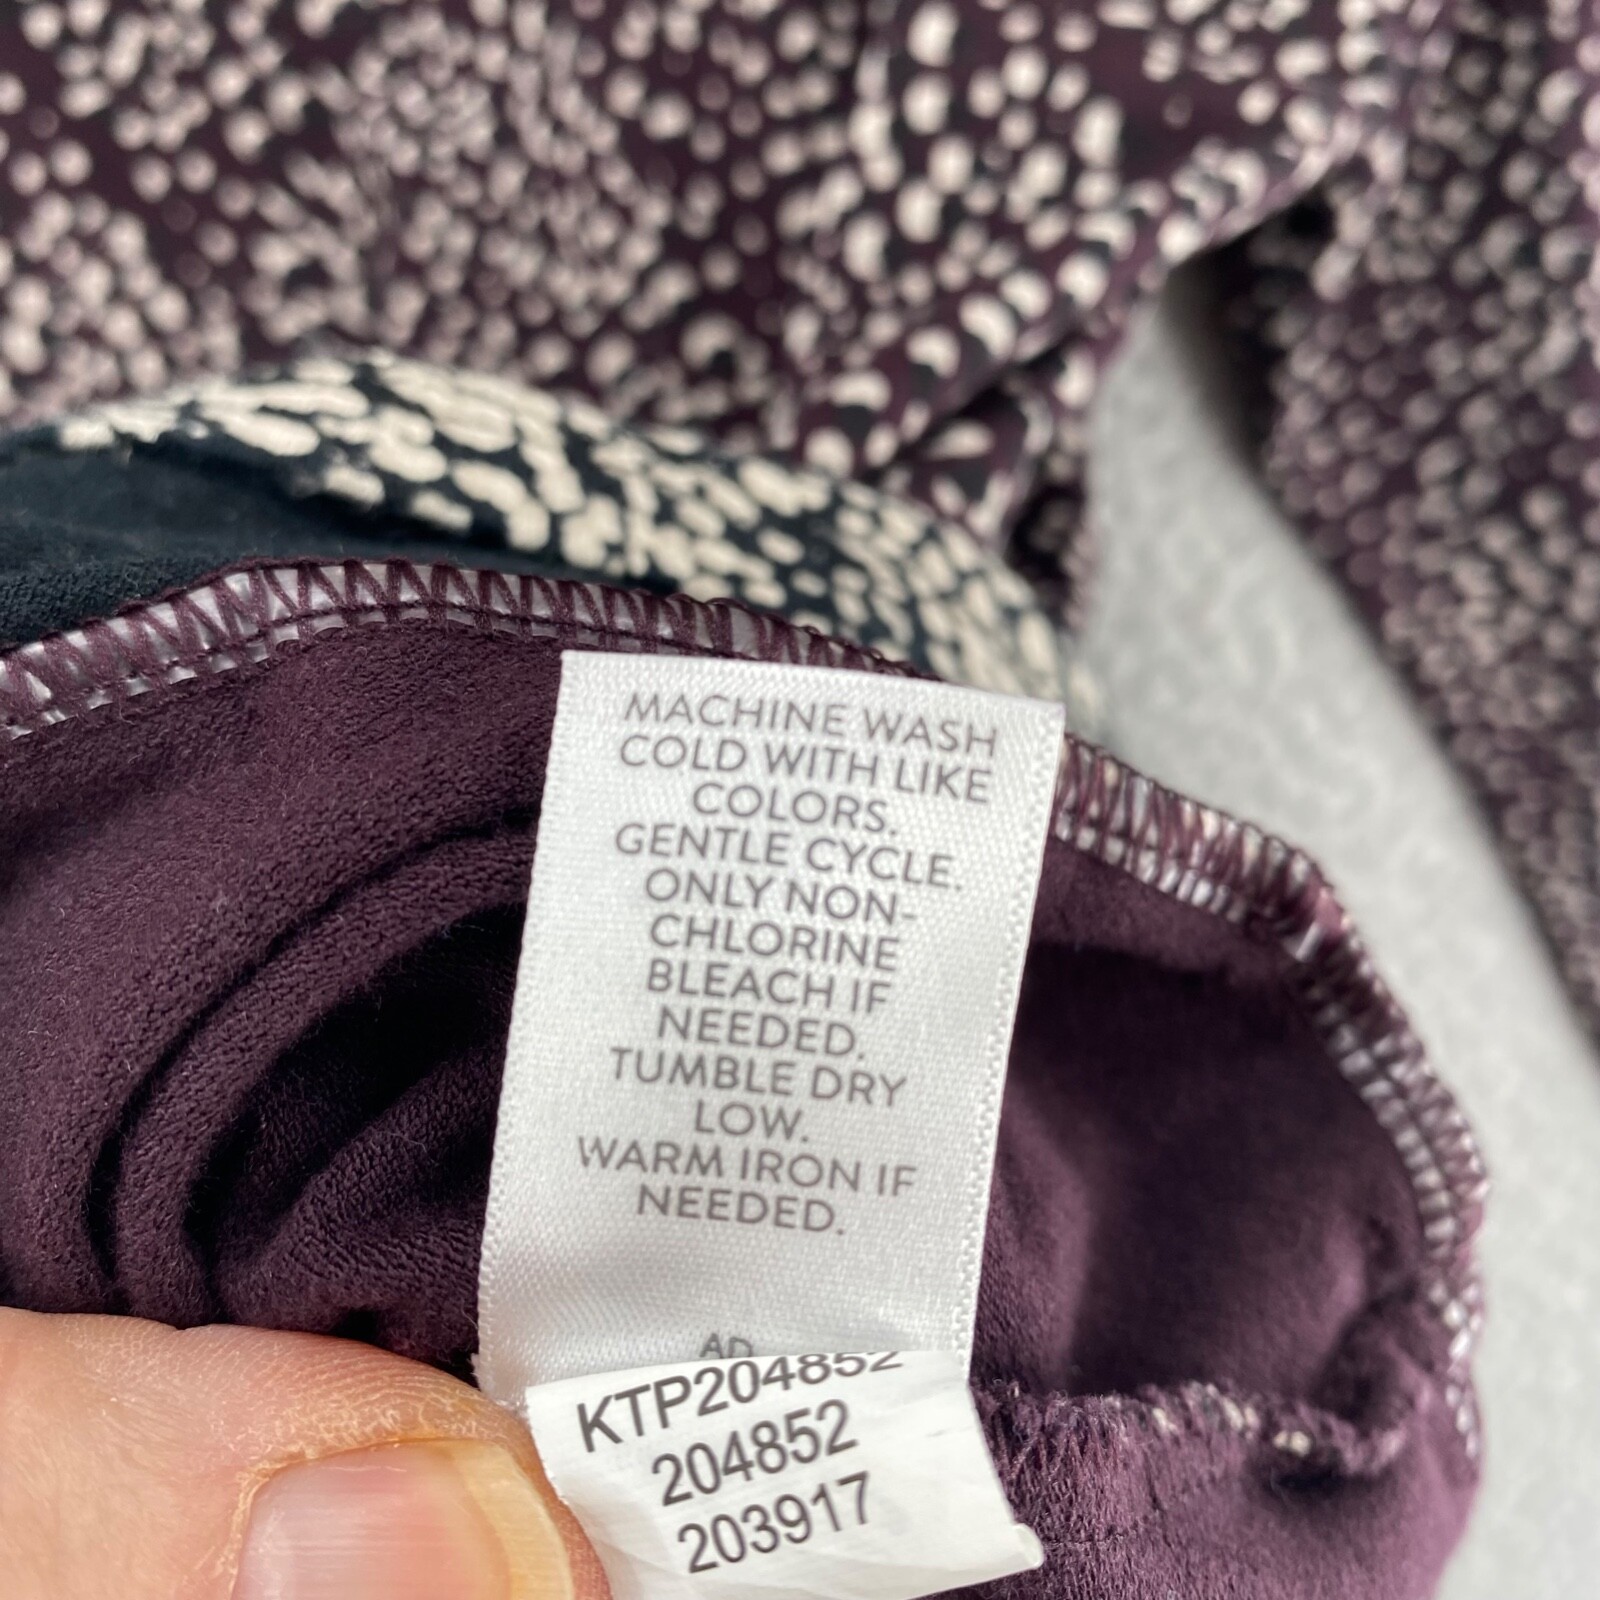 MACHINE WASH
COLD WITH LIKE
COLORS.
GENTLE CYCLE.
ONLY NON-
CHLORINE
BLEACH IF
NEEDED.
TUMBLE DRY
LOW.
WARM IRON IF
NEEDED.
AD
KTP204852
204852
203917